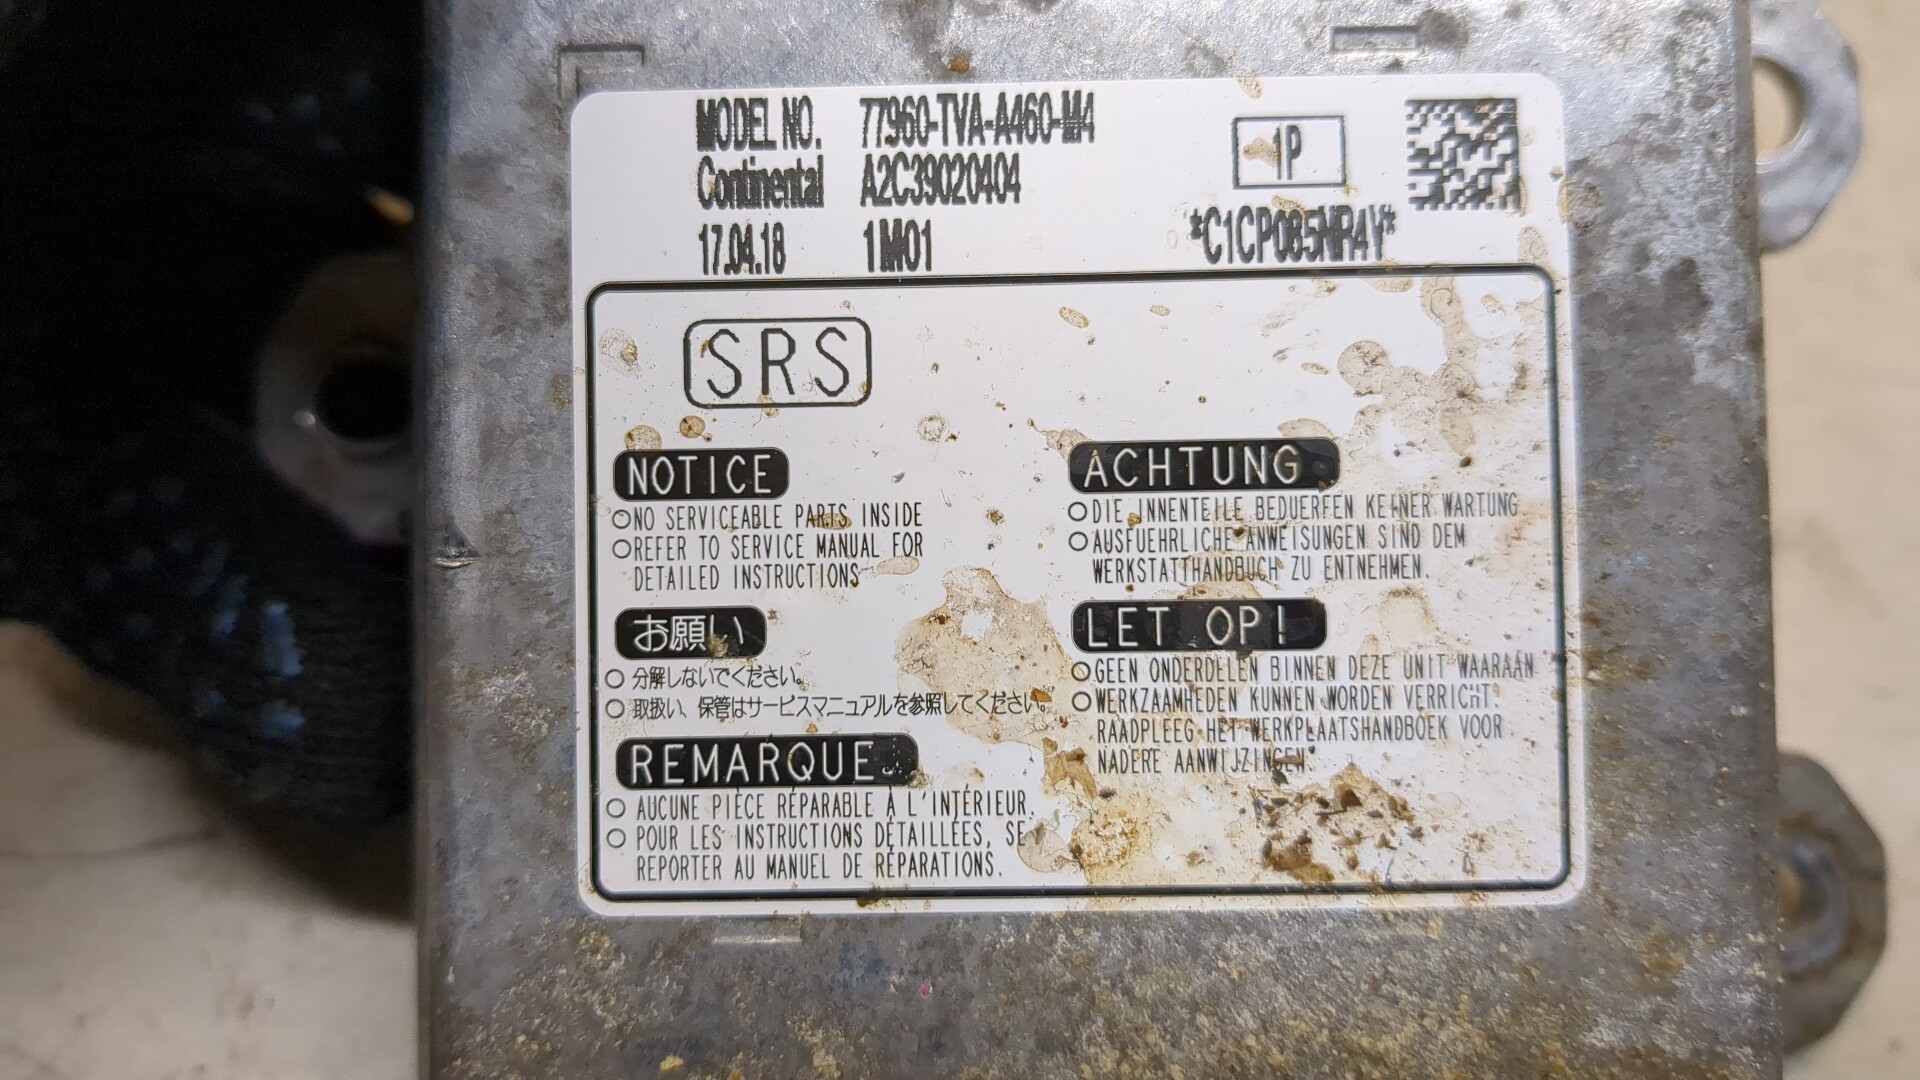 MODEL NO. 77960-TVA-A460-M4
Continental A2C39020404
17.04.18 1M01
1P
*C1CP085NR4Y*
SRS
NOTICE
○NO SERVICEABLE PARTS INSIDE
○REFER TO SERVICE MANUAL FOR
DETAILED INSTRUCTIONS
お願い
○ 分解しないでください。
○ 取扱い、保管はサービスマニュアルを参照してください。
REMARQUE
○ AUCUNE PIÈCE RÉPARABLE À L'INTÉRIEUR.
○ POUR LES INSTRUCTIONS DÉTAILLÉES, SE
REPORTER AU MANUEL DE RÉPARATIONS.
ACHTUNG
○DIE INNENTEILE BEDUERFEN KEINER WARTUNG
○AUSFUEHRLICHE ANWEISUNGEN SIND DEM
WERKSTATTHANDBUCH ZU ENTNEHMEN.
LET OP!
○GEEN ONDERDELEN BINNEN DEZE UNIT WAARAAN
○WERKZAAMHEDEN KUNNEN WORDEN VERRICHT.
RAADPLEEG HET WERKPLAATSHANDBOEK VOOR
NADERE AANWIJZINGEN.